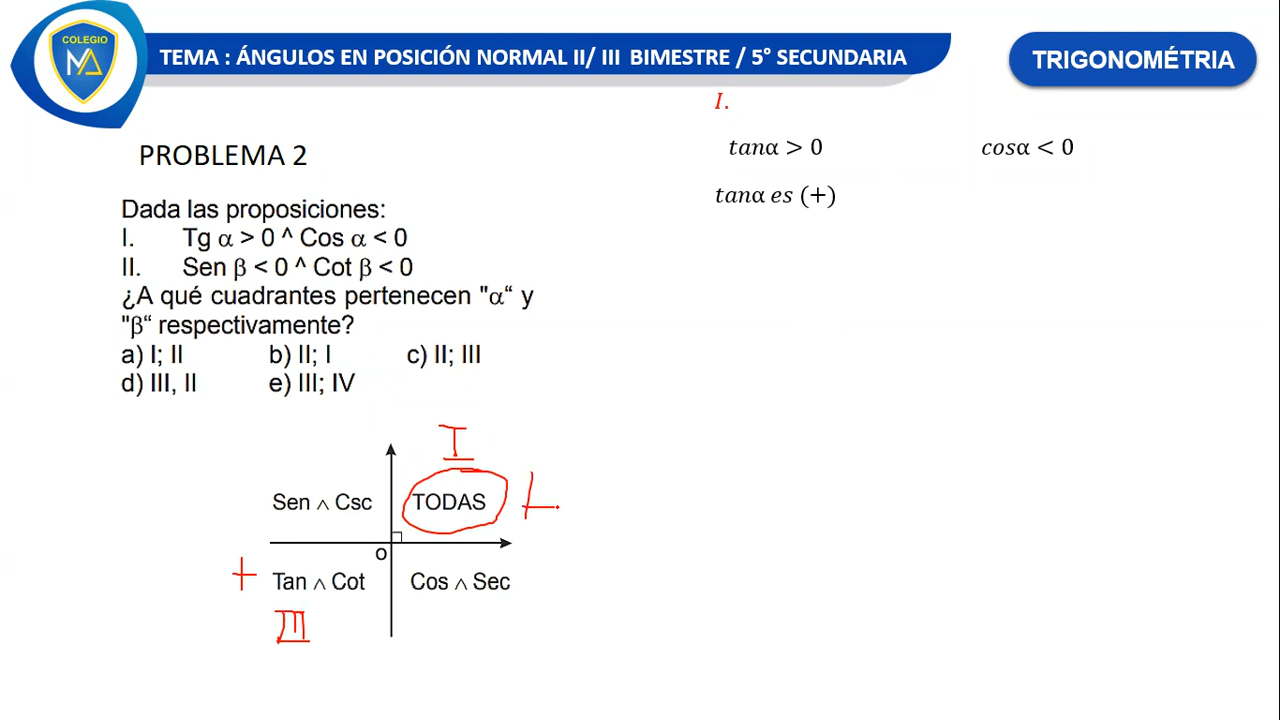 COLEGIO
MA
TEMA : ÁNGULOS EN POSICIÓN NORMAL II/ III BIMESTRE / 5° SECUNDARIA
TRIGONOMÉTRIA
I.
tanα > 0 cosα < 0
tanα es (+)
PROBLEMA 2
Dada las proposiciones:
I. Tg α > 0 ^ Cos α < 0
II. Sen β < 0 ^ Cot β < 0
¿A qué cuadrantes pertenecen "α“ y
"β“ respectivamente?
a) I; II b) II; I c) II; III
d) III, II e) III; IV
I
Sen ∧ Csc TODAS
O
+ Tan ∧ Cot Cos ∧ Sec
III